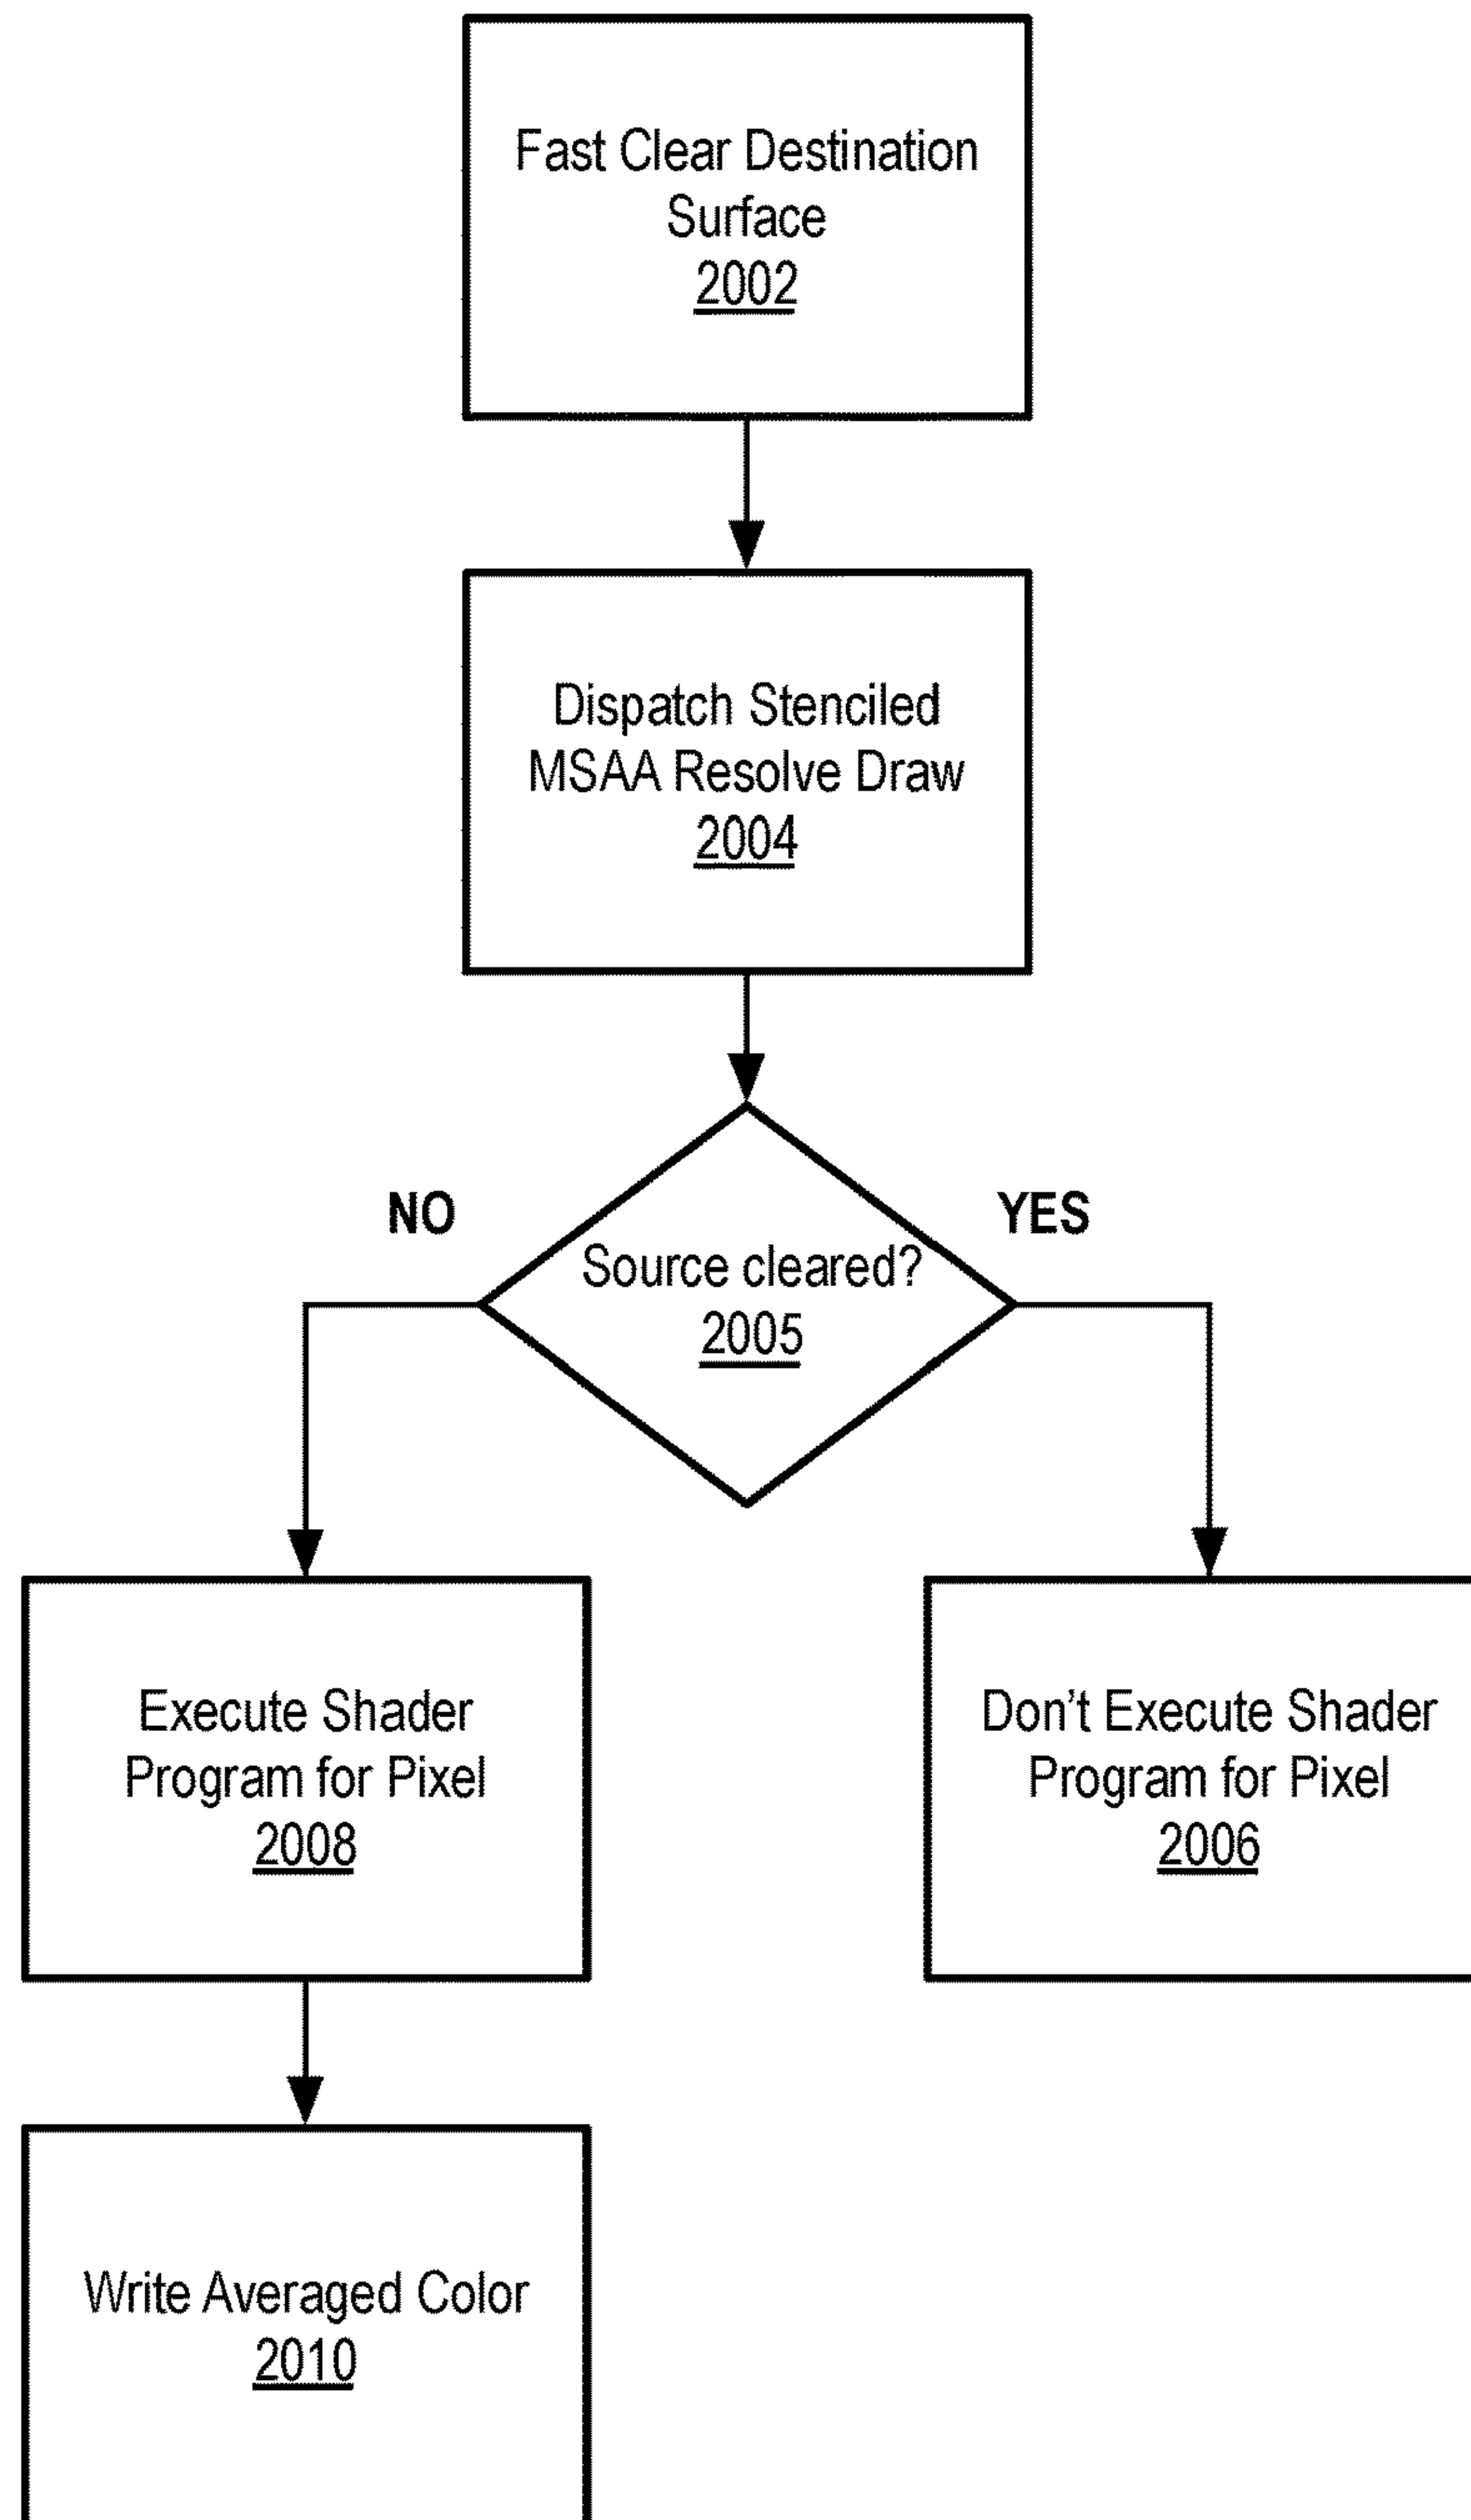 Fast Clear Destination
Surface
2002
Dispatch Stenciled
MSAA Resolve Draw
2004
NO
YES
Source cleared?
2005
Execute Shader
Program for Pixel
2008
Don't Execute Shader
Program for Pixel
2006
Write Averaged Color
2010